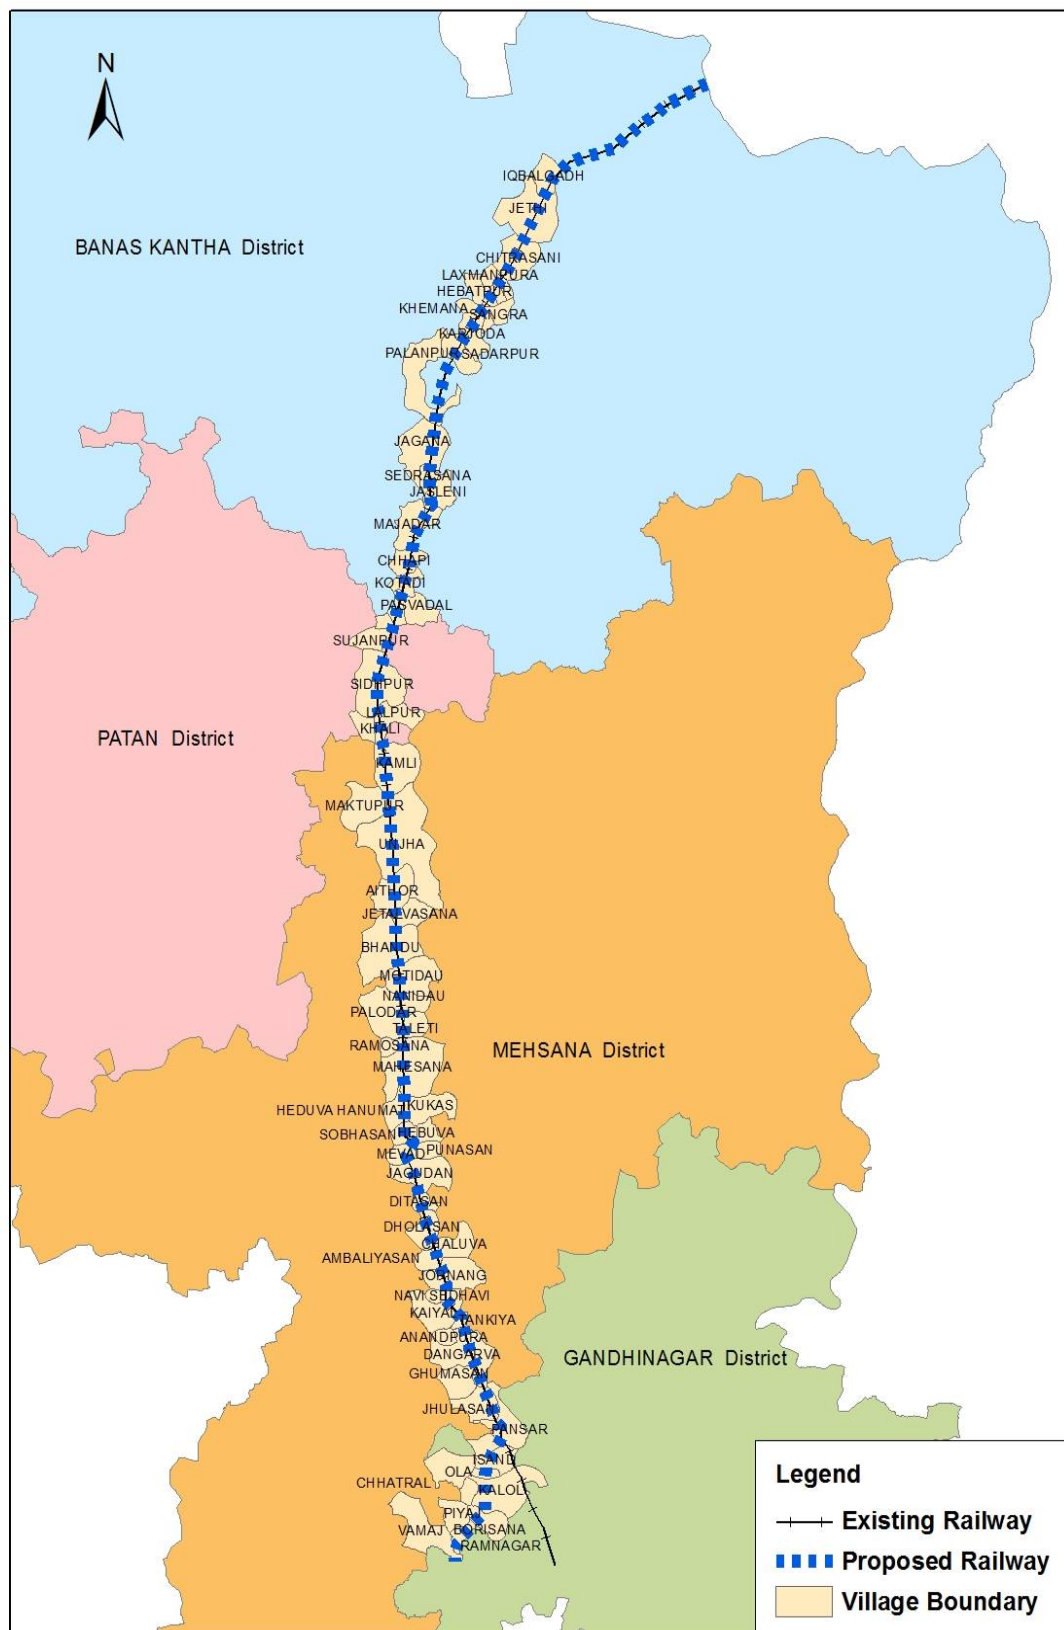 N
IQBALGADH
JETHI
BANAS KANTHA District
CHITRASANI
LAXMANPURA
HEBATPUR
KHEMANA
SANGRA
KARJODA
PALANPUR
SADARPUR
JAGANA
SEDRASANA
JASLENI
MAJADAR
CHHAPI
KOTADI
PASVADAL
SUJANPUR
SIDHPUR
LALPUR
KHALI
PATAN District
KAMLI
MAKTUPUR
UNJHA
AITHOR
JETALVASANA
BHANDU
MOTIDAU
NANIDAU
PALODAR
TALETI
RAMOSANA
MEHSANA District
MAHESANA
HEDUVA HANUMAT
KUKAS
SOBHASAN
HEBUVA
PUNASAN
MEVAD
JAGUDAN
DITASAN
DHOLASAN
CHALUVA
AMBALIYASAN
JORNANG
NAVI SEDHAVI
KAIYAL
TANKIYA
ANANDPURA
DANGARVA
GANDHINAGAR District
GHUMASAN
JHULASAN
PANSAR
ISAND
OLA
CHHATRAL
KALOL
PIYAJ
VAMAJ
BORISANA
RAMNAGAR
Legend
Existing Railway
Proposed Railway
Village Boundary